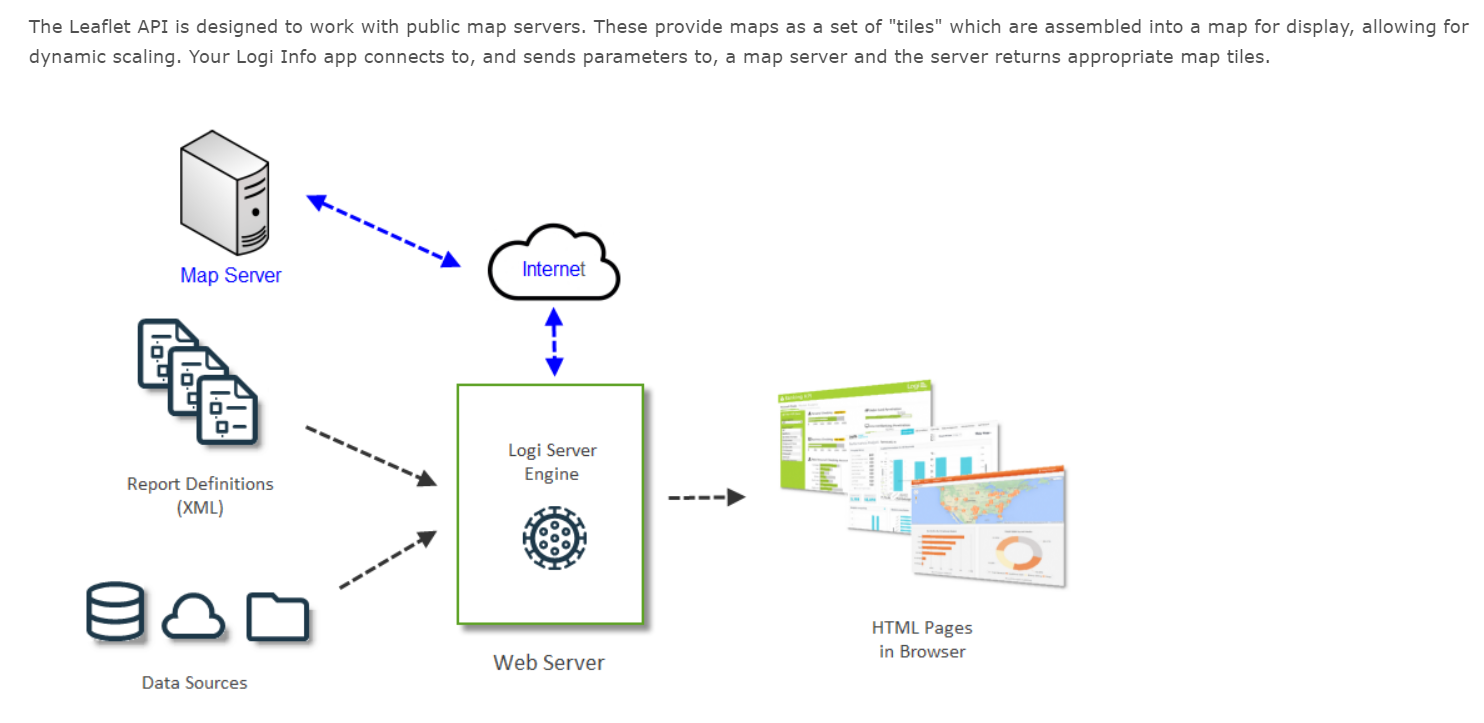 The Leaflet API is designed to work with public map servers. These provide maps as a set of "tiles" which are assembled into a map for display, allowing for
dynamic scaling. Your Logi Info app connects to, and sends parameters to, a map server and the server returns appropriate map tiles.
Map Server
Internet
Report Definitions
(XML)
Logi Server
Engine
Data Sources
Web Server
HTML Pages
in Browser